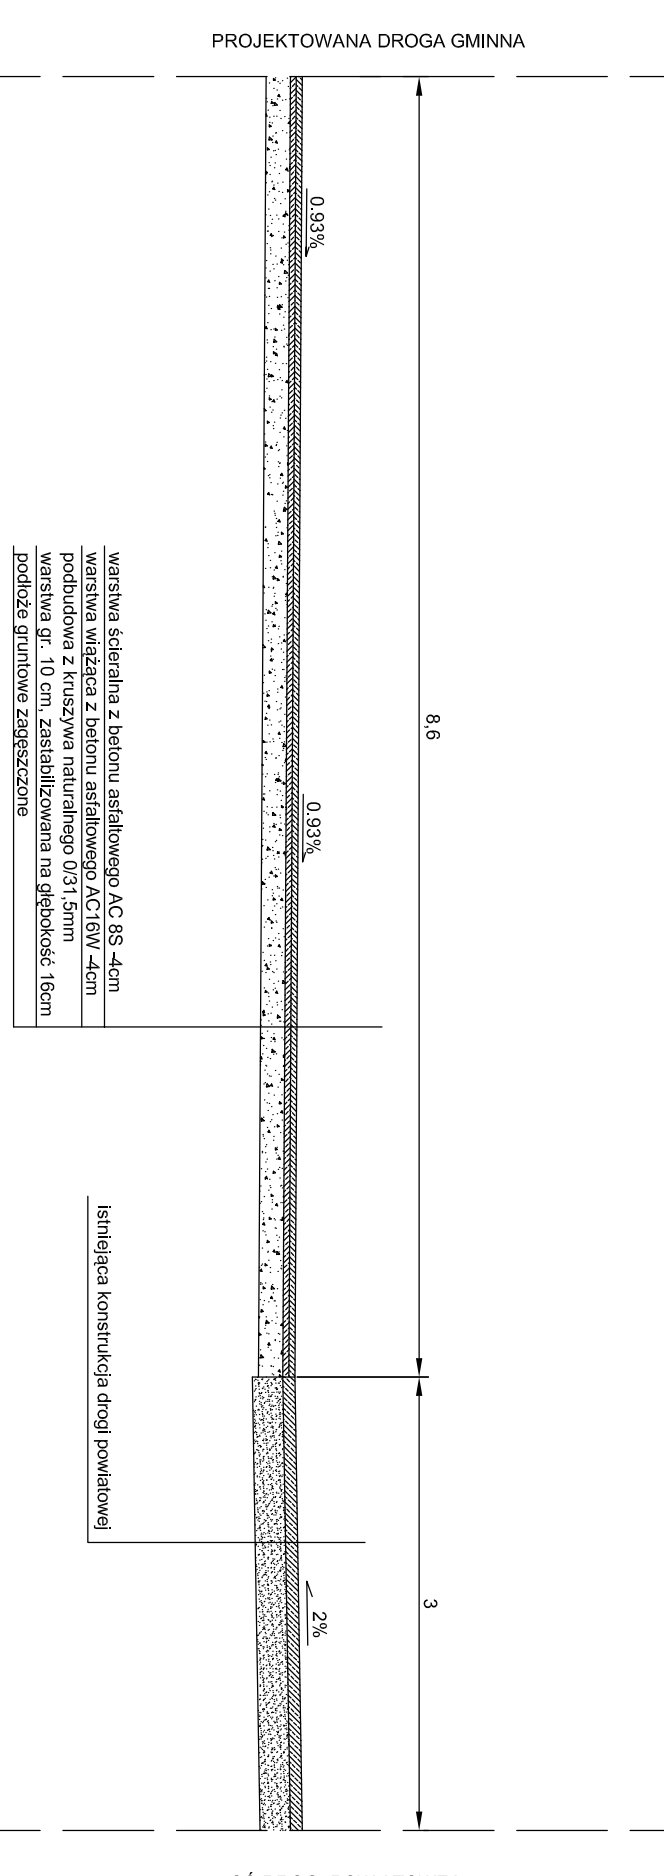 PROJEKTOWANA DROGA GMINNA
0.93%
8,6
0.93%
warstwa ścieralna z betonu asfaltowego AC 8S -4cm
warstwa wiążąca z betonu asfaltowego AC16W -4cm
podbudowa z kruszywa naturalnego 0/31,5mm
warstwa gr. 10 cm, zastabilizowana na głębokość 16cm
podłoże gruntowe zagęszczone
istniejąca konstrukcja drogi powiatowej
3
2%